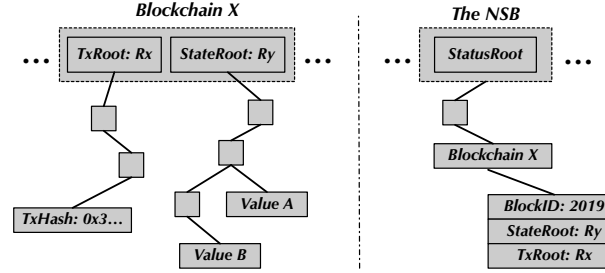 Blockchain X
The NSB
TxRoot: Rx
StateRoot: Ry
StatusRoot
...
...
...
...
Blockchain X
TxHash: 0x3...
Value A
Value B
BlockID: 2019
StateRoot: Ry
TxRoot: Rx